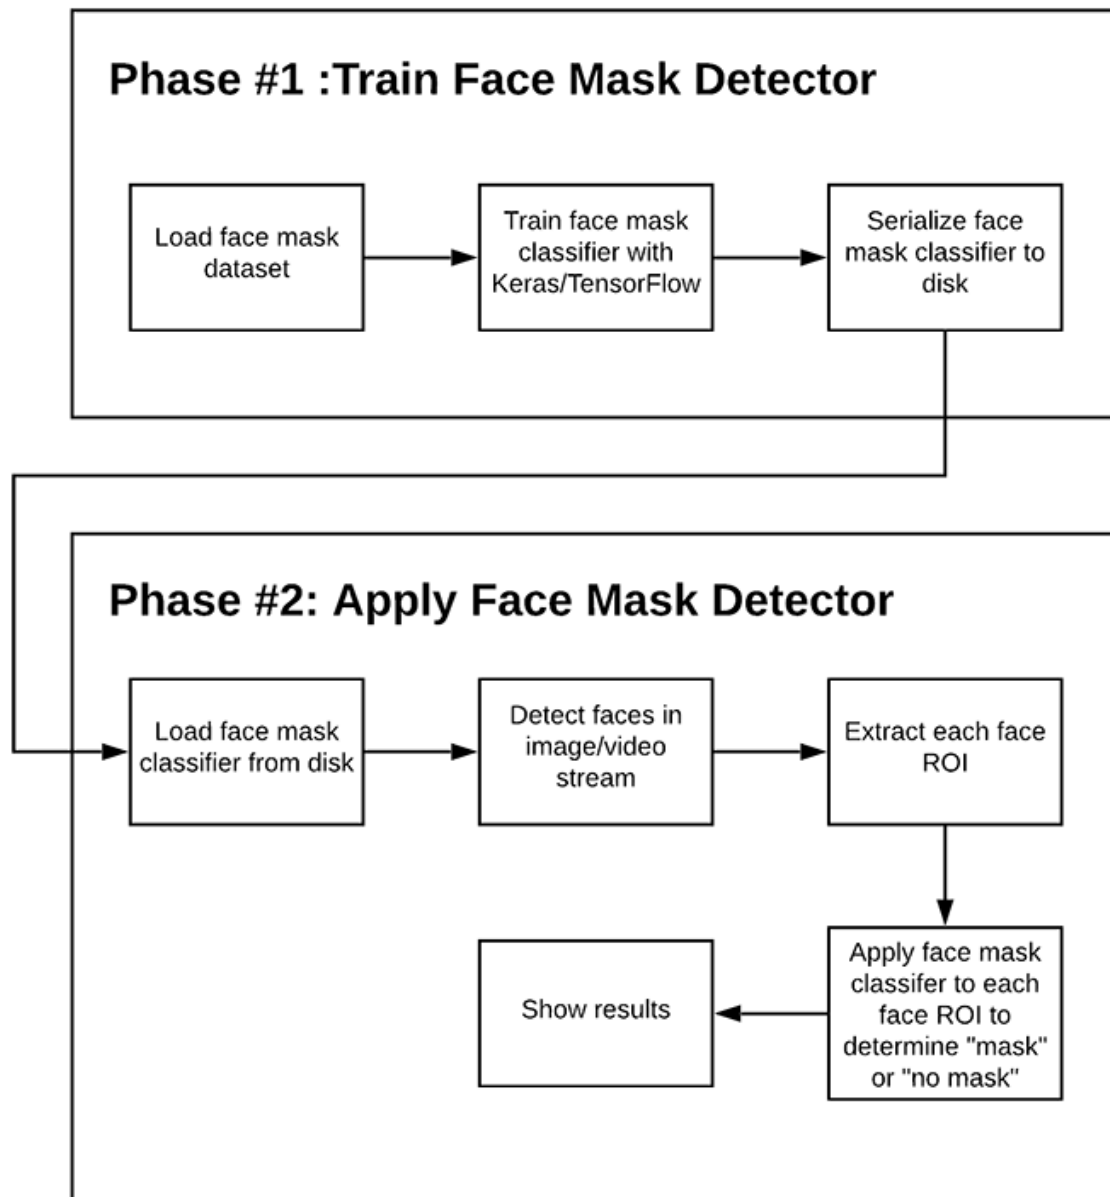 Phase #1 :Train Face Mask Detector
Load face mask
dataset
Train face mask
classifier with
Keras/TensorFlow
Serialize face
mask classifier to
disk
Phase #2: Apply Face Mask Detector
Load face mask
classifier from disk
Detect faces in
image/video
stream
Extract each face
ROI
Apply face mask
classifer to each
face ROI to
determine "mask"
or "no mask"
Show results